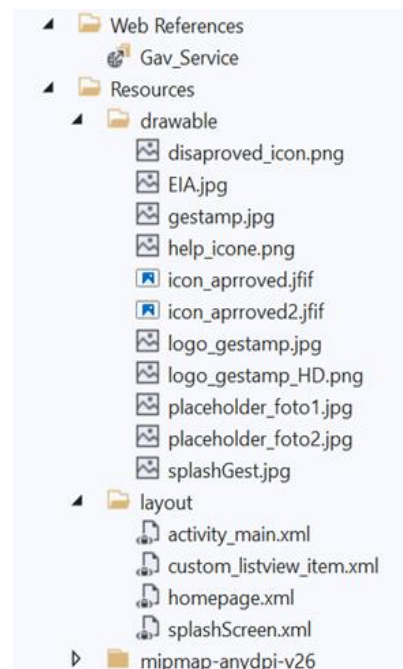 Web References
Gav_Service
Resources
drawable
disaproved_icon.png
EIA.jpg
gestamp.jpg
help_icone.png
icon_aprroved.jfif
icon_aprroved2.jfif
logo_gestamp.jpg
logo_gestamp_HD.png
placeholder_foto1.jpg
placeholder_foto2.jpg
splashGest.jpg
layout
activity_main.xml
custom_listview_item.xml
homepage.xml
splashScreen.xml
mipmap-anydpi-v26